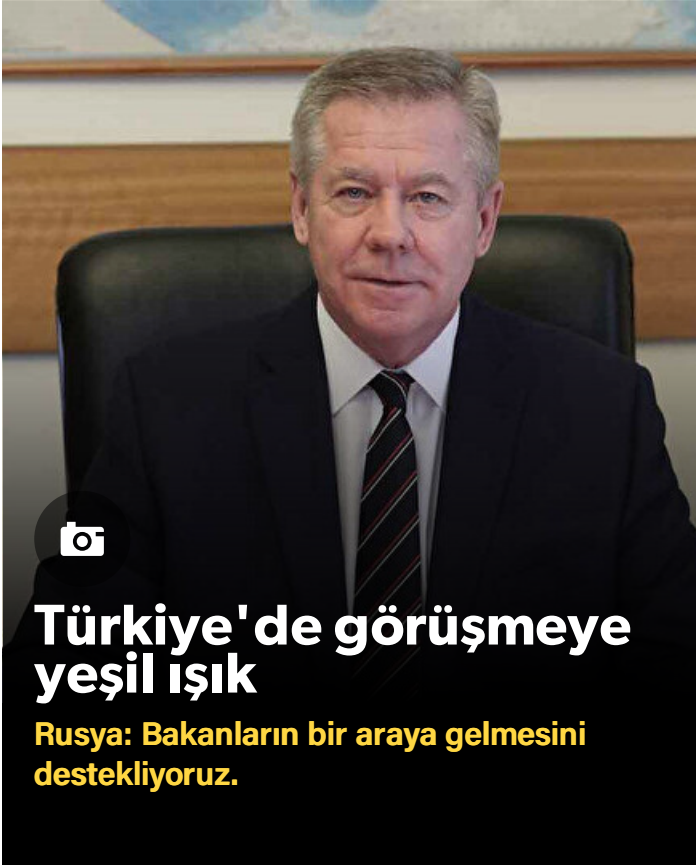 Türkiye'de görüşmeye
yeşil ışık
Rusya: Bakanların bir araya gelmesini
destekliyoruz.